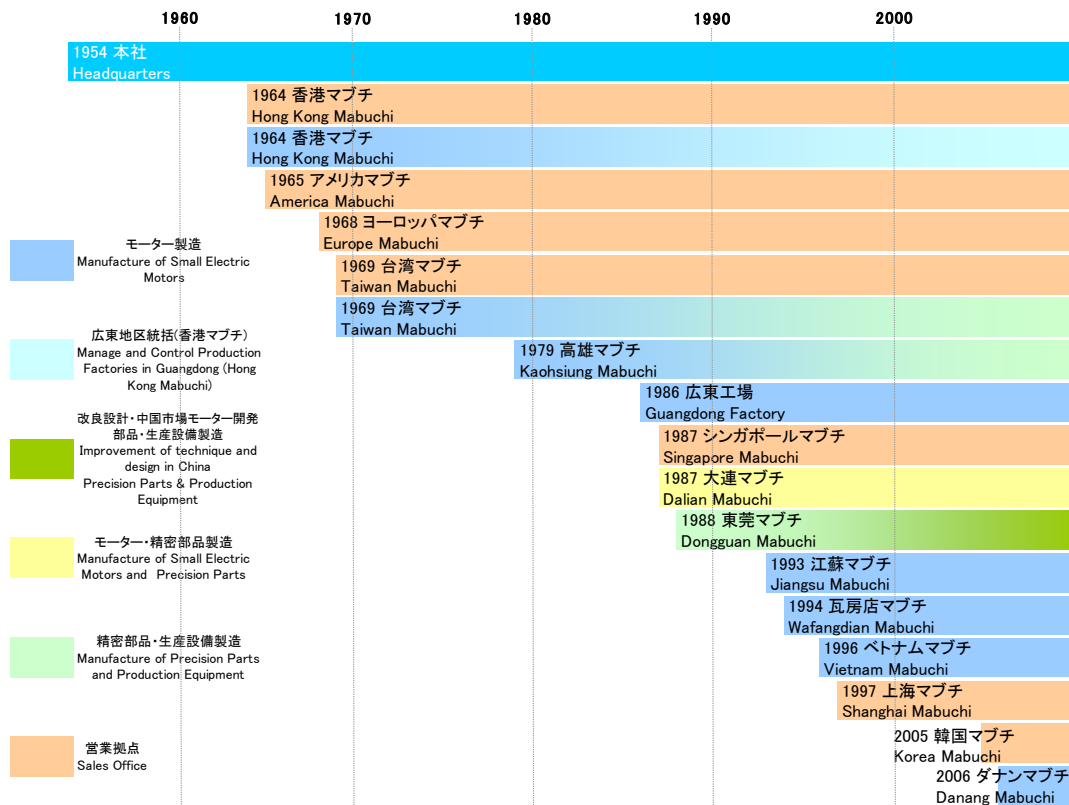 1960 1970 1980 1990 2000
1954 本社
Headquarters
1964 香港マブチ
Hong Kong Mabuchi
1964 香港マブチ
Hong Kong Mabuchi
1965 アメリカマブチ
America Mabuchi
1968 ヨーロッパマブチ
Europe Mabuchi
1969 台湾マブチ
Taiwan Mabuchi
1969 台湾マブチ
Taiwan Mabuchi
1979 高雄マブチ
Kaohsiung Mabuchi
1986 広東工場
Guangdong Factory
1987 シンガポールマブチ
Singapore Mabuchi
1987 大連マブチ
Dalian Mabuchi
1988 東莞マブチ
Dongguan Mabuchi
1993 江蘇マブチ
Jiangsu Mabuchi
1994 瓦房店マブチ
Wafangdian Mabuchi
1996 ベトナムマブチ
Vietnam Mabuchi
1997 上海マブチ
Shanghai Mabuchi
2005 韓国マブチ
Korea Mabuchi
2006 ダナンマブチ
Danang Mabuchi
モーター製造
Manufacture of Small Electric
Motors
広東地区統括(香港マブチ)
Manage and Control Production
Factories in Guangdong (Hong
Kong Mabuchi)
改良設計・中国市場モーター開発
部品・生産設備製造
Improvement of technique and
design in China
Precision Parts & Production
Equipment
モーター・精密部品製造
Manufacture of Small Electric
Motors and Precision Parts
精密部品・生産設備製造
Manufacture of Precision Parts
and Production Equipment
営業拠点
Sales Office